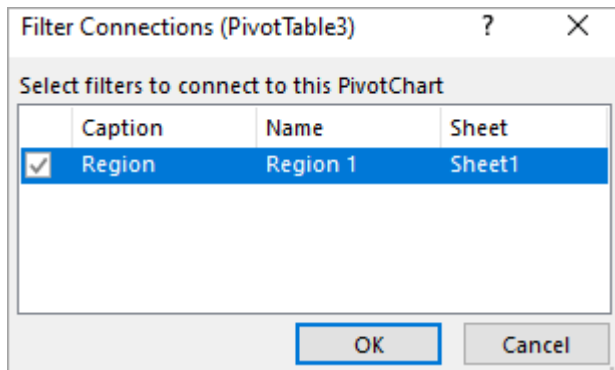 Filter Connections (PivotTable3) ?
Select filters to connect to this PivotChart
Caption Name Sheet
Region Region 1 Sheet1
OK Cancel